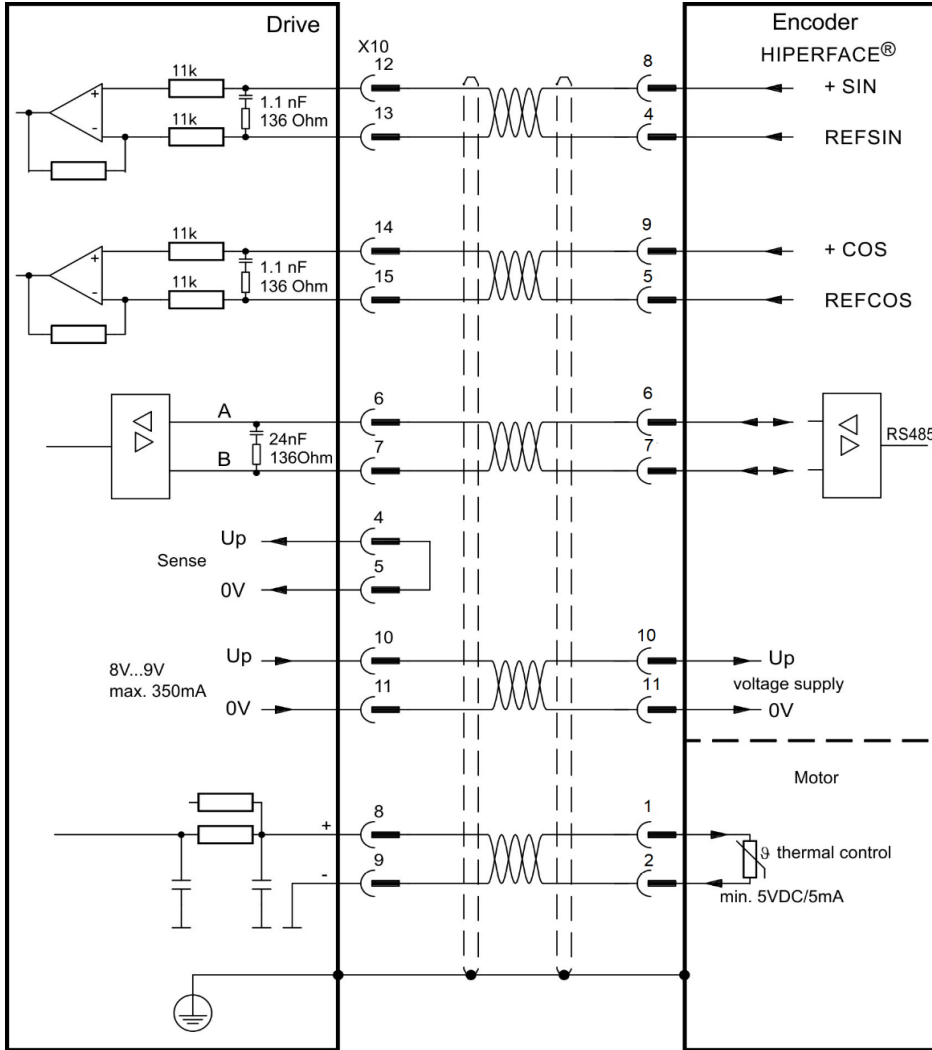 Drive
X10
Encoder
HIPERFACE®
11k
12
8
+ SIN
+
1.1 nF
136 Ohm
-
11k
13
4
REFSIN
11k
14
9
+ COS
+
1.1 nF
136 Ohm
-
11k
15
5
REFCOS
A
6
6
24nF
136Ohm
RS485
B
7
7
Up
4
Sense
0V
5
8V...9V
max. 350mA
Up
10
10
Up
voltage supply
0V
11
11
0V
Motor
+
8
1
ϑ thermal control
-
9
2
min. 5VDC/5mA